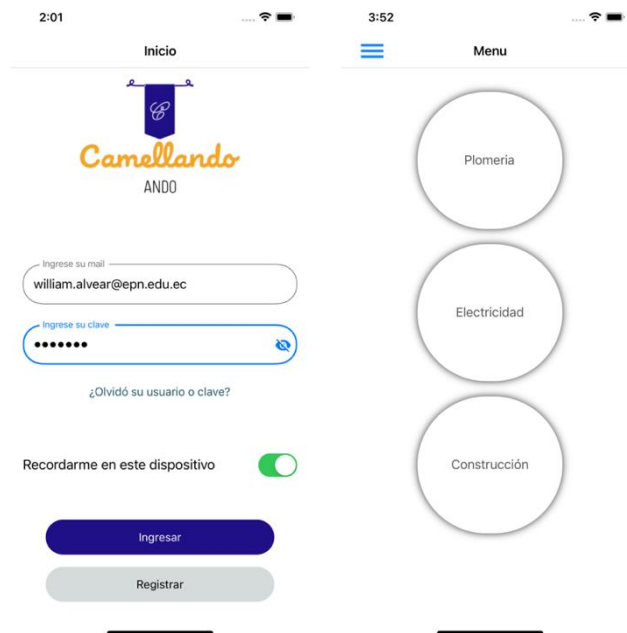 2:01
Inicio
C
Camellando
ANDO
Ingrese su mail
william.alvear@epn.edu.ec
Ingrese su clave
¿Olvidó su usuario o clave?
Recordarme en este dispositivo
Ingresar
Registrar
3:52
Menu
Plomeria
Electricidad
Construcción